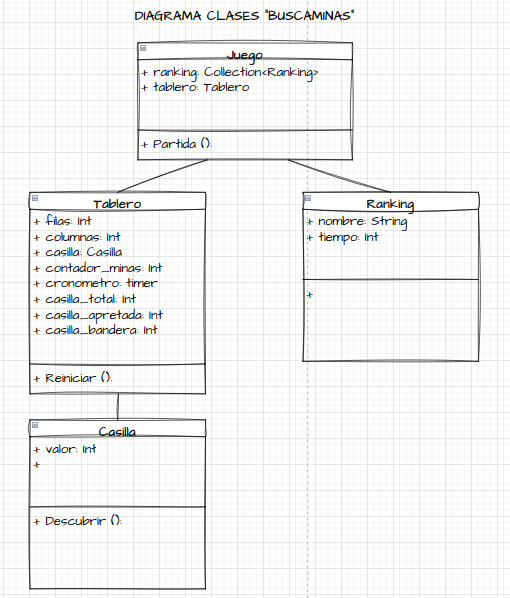 DIAGRAMA CLASES "BUSCAMINAS"
Juego
+ ranking: Collection<Ranking>
+ tablero: Tablero
+ Partida ():
Tablero
+ filas: Int
+ columnas: Int
+ casilla: Casilla
+ contador_minas: Int
+ cronometro: timer
+ casilla_total: Int
+ casilla_apretada: Int
+ casilla_bandera: Int
+ Reiniciar ():
Ranking
+ nombre: String
+ tiempo: Int
+
Casilla
+ valor: Int
+
+ Descubrir ():